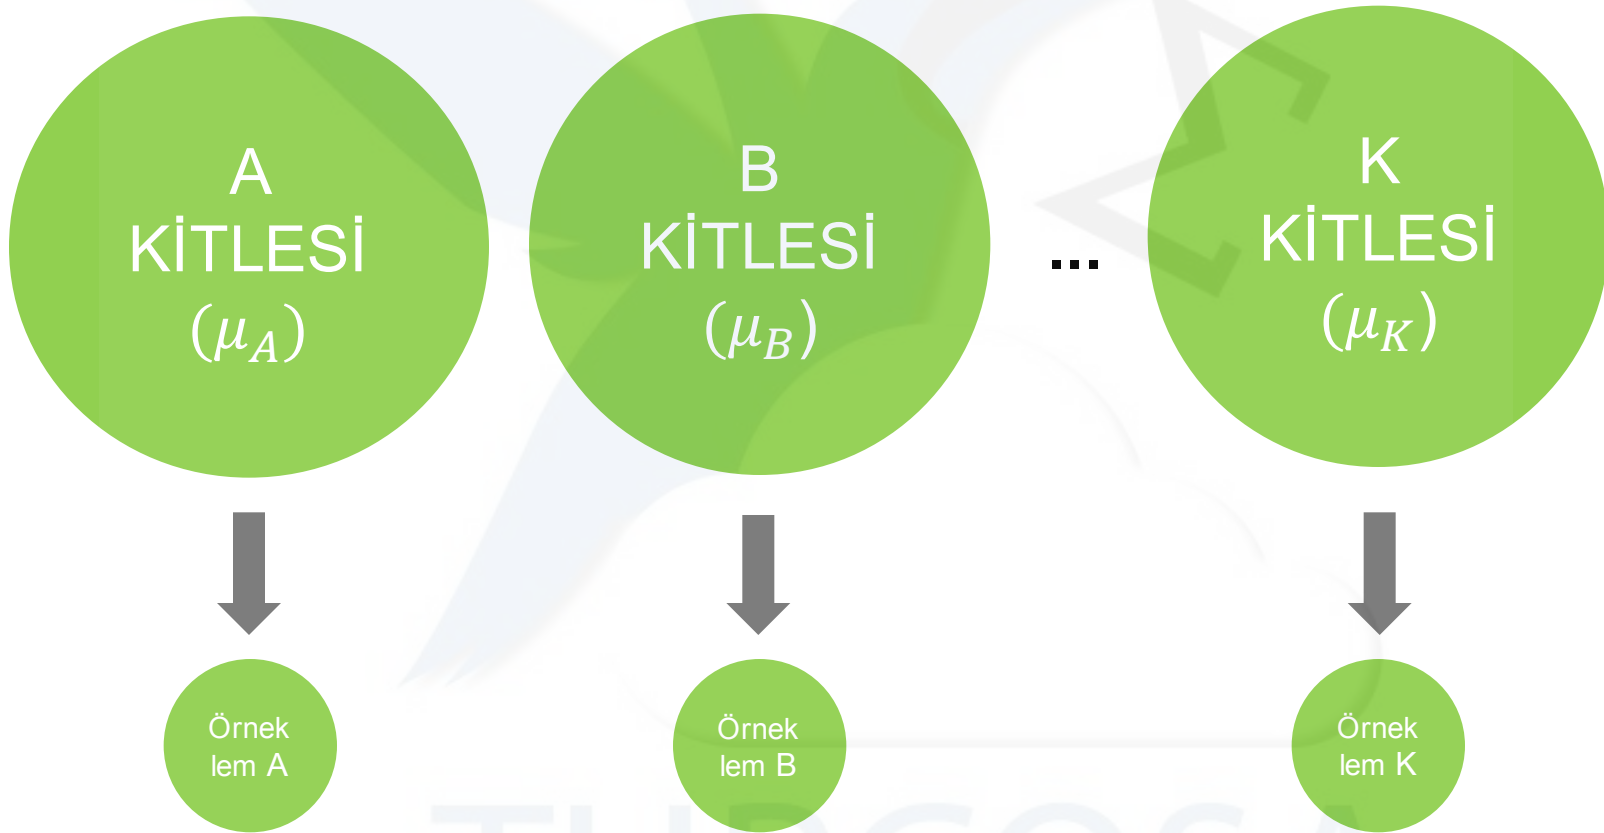 A
KİTLESİ
(μ_A)
B
KİTLESİ
(μ_B)
...
K
KİTLESİ
(μ_K)
Örnek
lem A
Örnek
lem B
Örnek
lem K